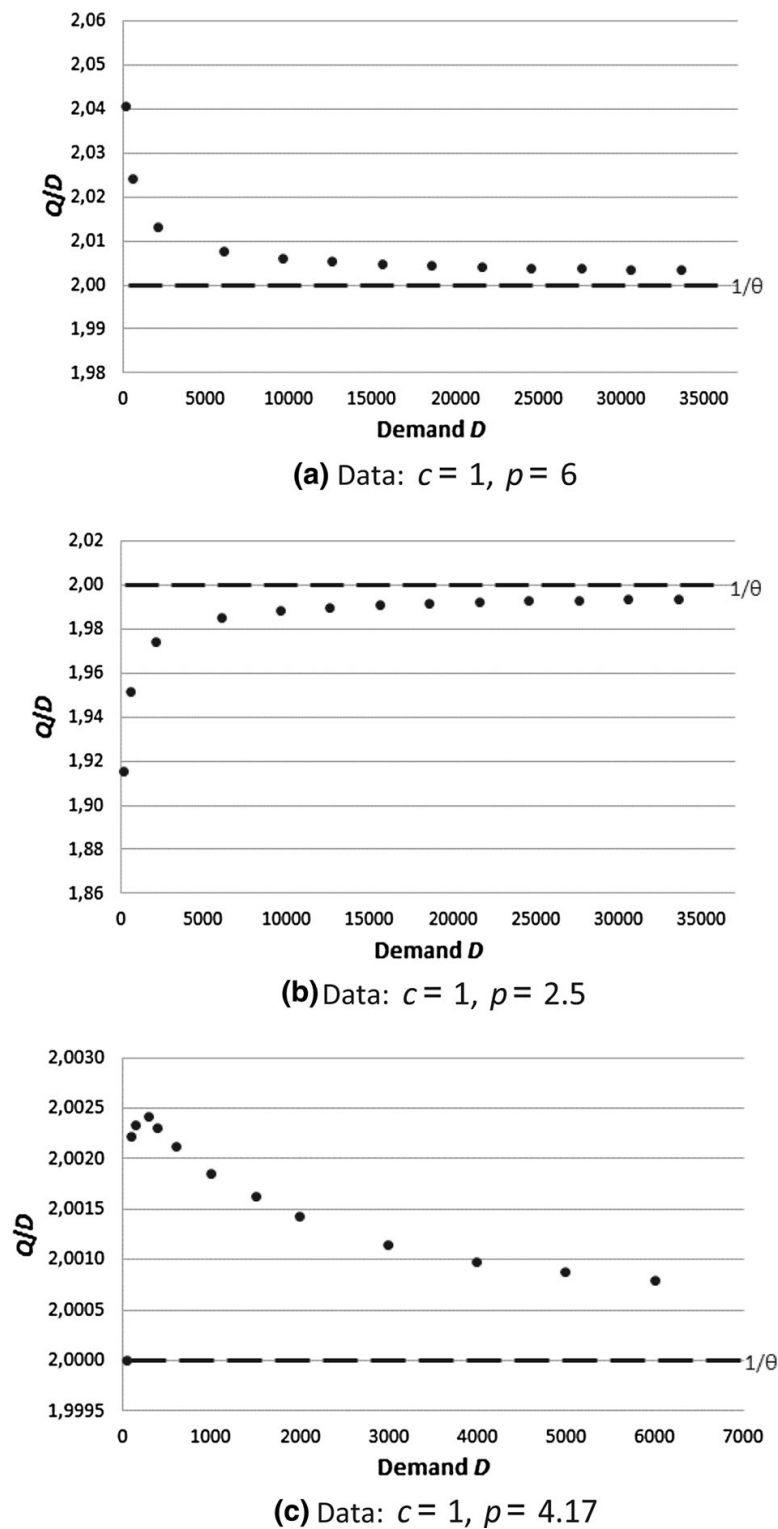 2,06
2,05
2,04
2,03
2,02
2,01
2,00
1,99
1,98
Q/D
1/θ
0 5000 10000 15000 20000 25000 30000 35000
Demand D
(a) Data: c = 1, p = 6
2,02
2,00
1,98
1,96
1,94
1,92
1,90
1,88
1,86
Q/D
1/θ
0 5000 10000 15000 20000 25000 30000 35000
Demand D
(b) Data: c = 1, p = 2.5
2,0030
2,0025
2,0020
2,0015
2,0010
2,0005
2,0000
1,9995
Q/D
1/θ
0 1000 2000 3000 4000 5000 6000 7000
Demand D
(c) Data: c = 1, p = 4.17